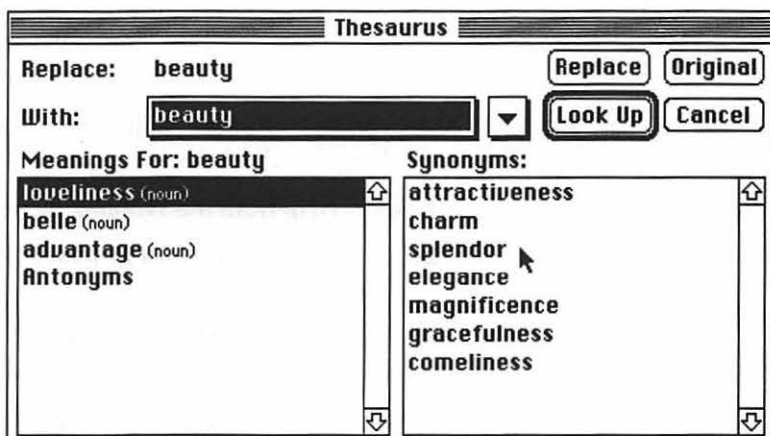 Thesaurus
Replace: beauty Replace Original
With: beauty Look Up Cancel
Meanings For: beauty
loveliness (noun)
belle (noun)
advantage (noun)
Antonyms
Synonyms:
attractiveness
charm
splendor
elegance
magnificence
gracefulness
comeliness